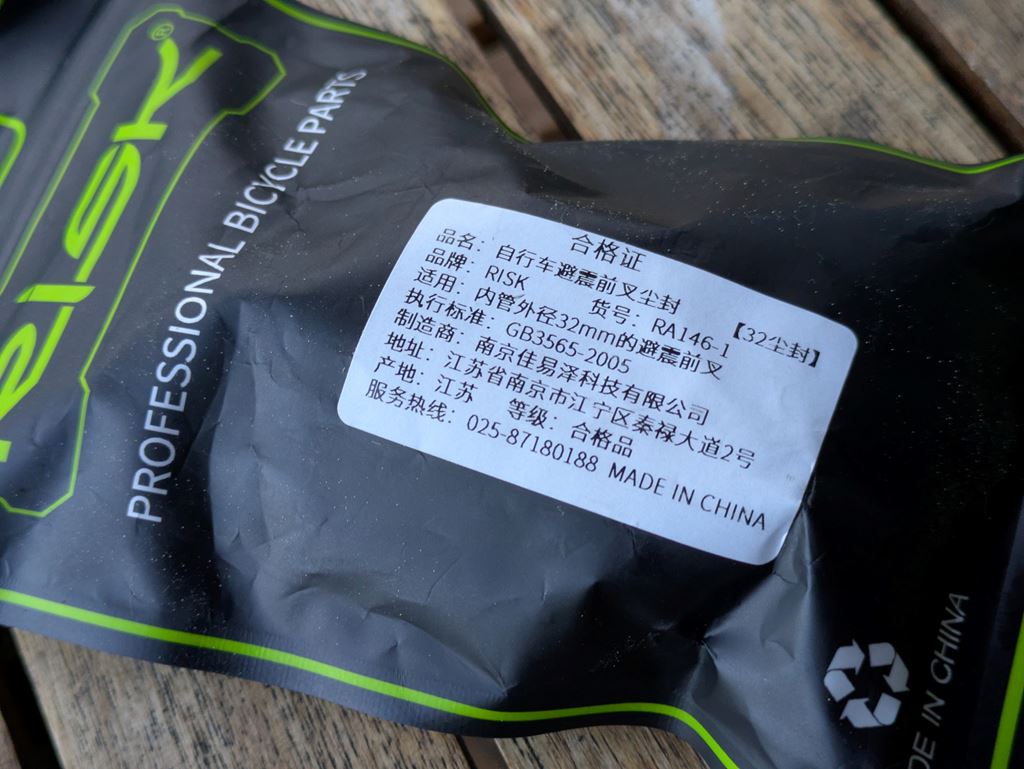 RISK®
PROFESSIONAL BICYCLE PARTS
合格证
品名：自行车避震前叉尘封 【32尘封】
品牌：RISK 货号：RA146-1
适用：内管外径32mm的避震前叉
执行标准：GB3565-2005
制造商：南京佳易泽科技有限公司
地址：江苏省南京市江宁区泰禄大道2号
产地：江苏 等级：合格品
服务热线：025-87180188 MADE IN CHINA
DE IN CHINA